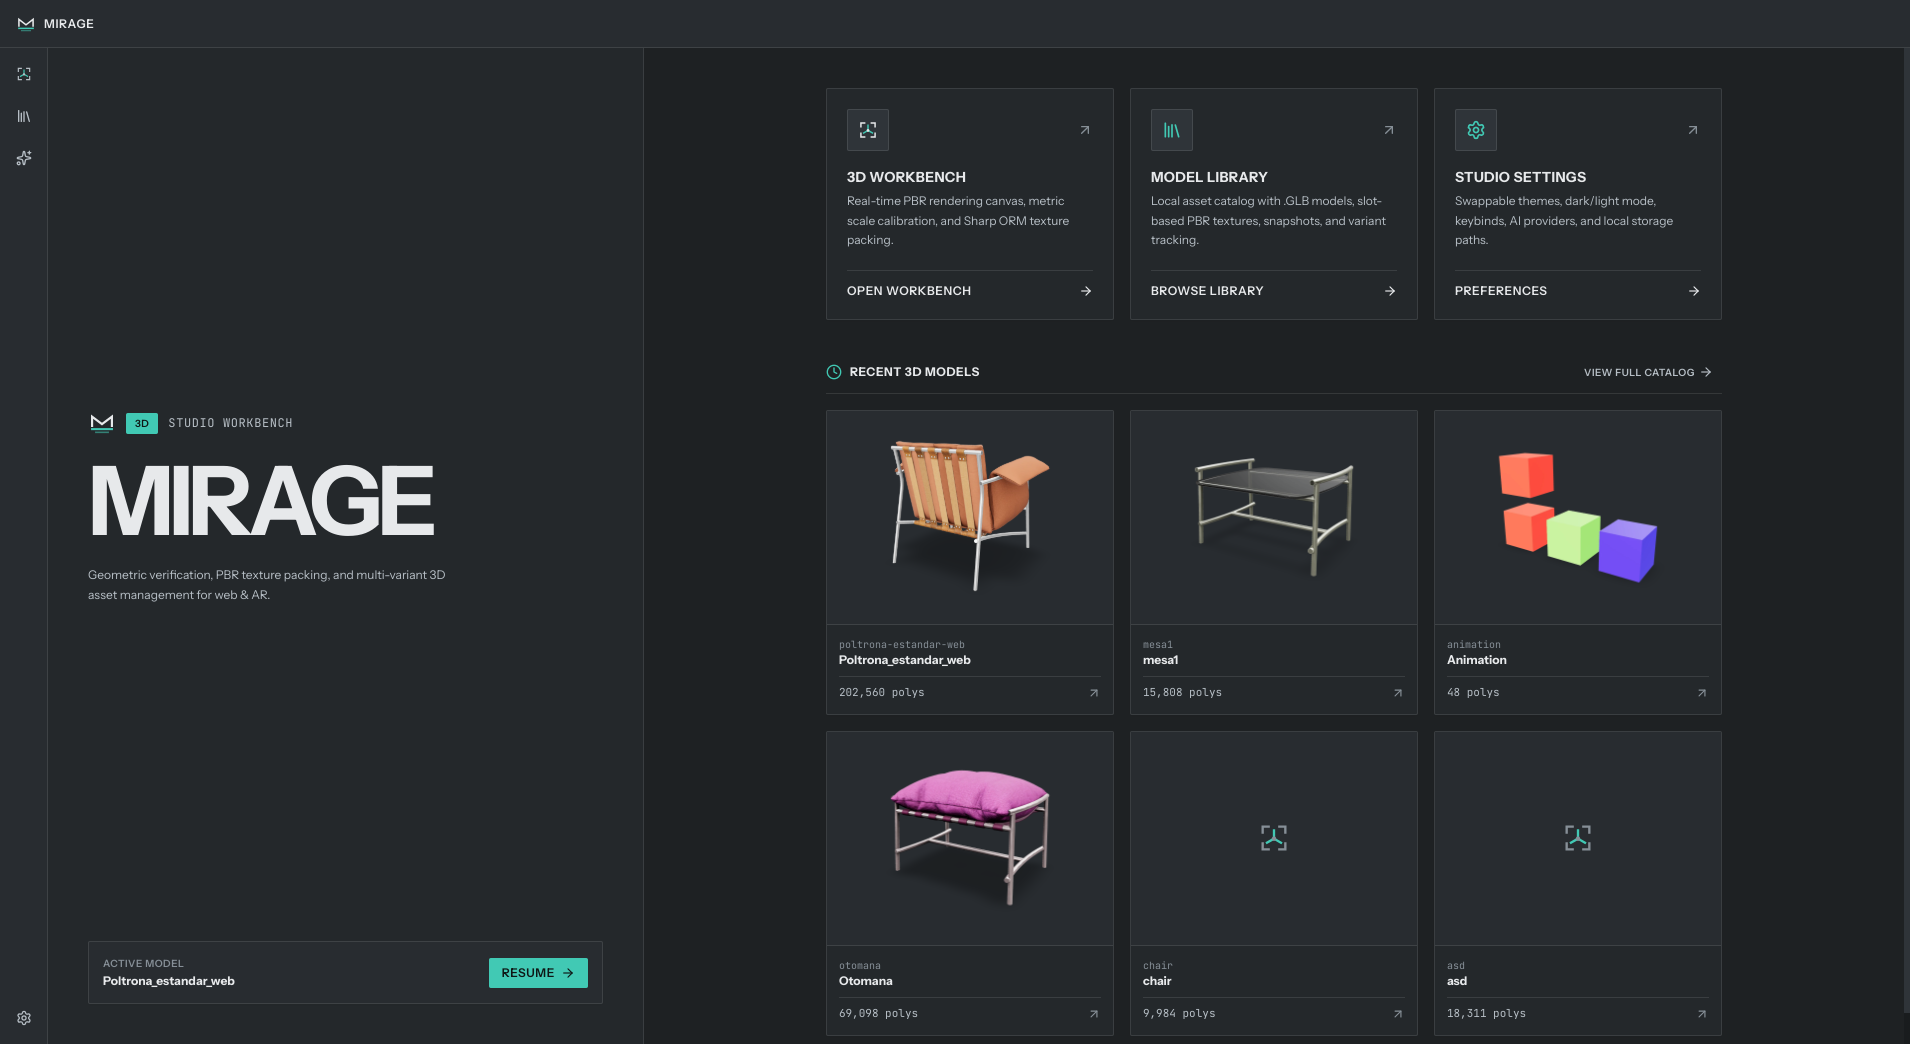 MIRAGE
3D STUDIO WORKBENCH
MIRAGE
Geometric verification, PBR texture packing, and multi-variant 3D
asset management for web & AR.
ACTIVE MODEL
Poltrona_estandar_web
RESUME
3D WORKBENCH
Real-time PBR rendering canvas, metric
scale calibration, and Sharp ORM texture
packing.
OPEN WORKBENCH
MODEL LIBRARY
Local asset catalog with .GLB models, slot-
based PBR textures, snapshots, and variant
tracking.
BROWSE LIBRARY
STUDIO SETTINGS
Swappable themes, dark/light mode,
keybinds, AI providers, and local storage
paths.
PREFERENCES
RECENT 3D MODELS
VIEW FULL CATALOG
poltrona-estandar-web
Poltrona_estandar_web
202,560 polys
mesa1
mesa1
15,808 polys
animation
Animation
48 polys
otomana
Otomana
69,098 polys
chair
chair
9,984 polys
asd
asd
18,311 polys